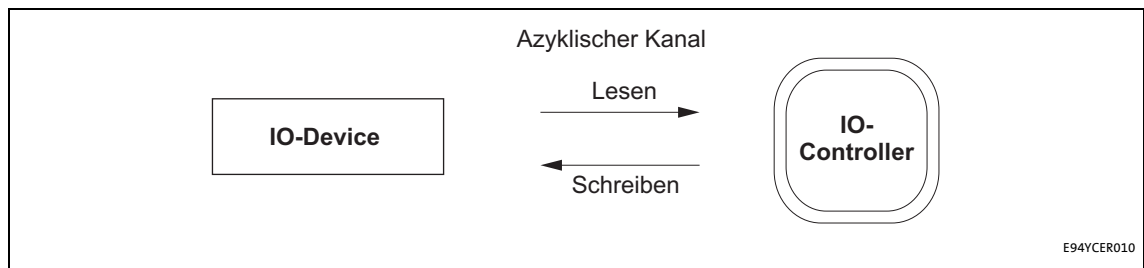 Azyklischer Kanal
Lesen
IO-Device
IO-
Controller
Schreiben
E94YCER010